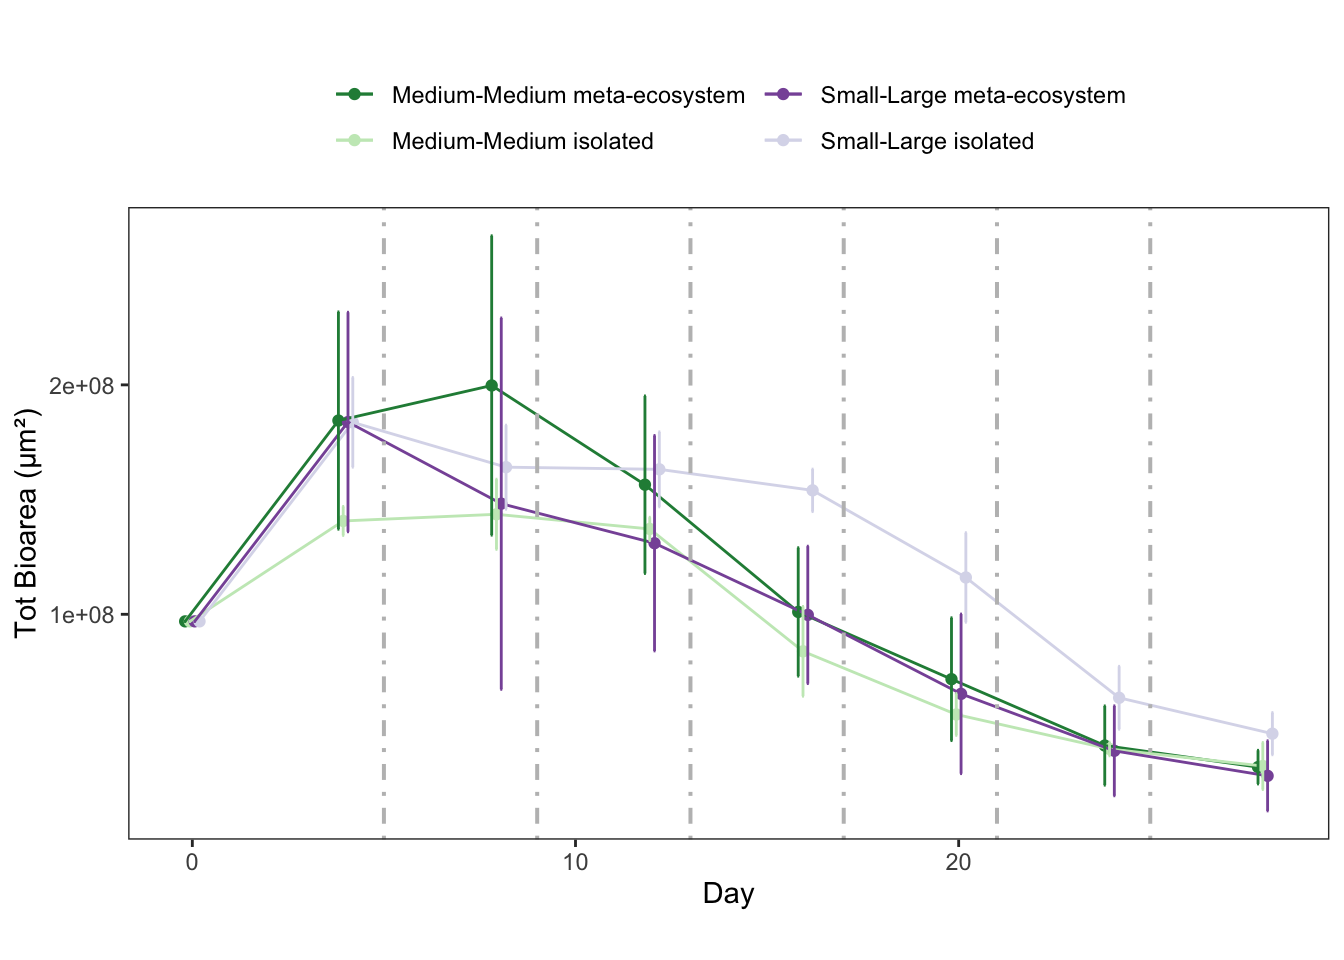 Medium-Medium meta-ecosystem
Small-Large meta-ecosystem
Medium-Medium isolated
Small-Large isolated
Tot Bioarea (μm²)
2e+08
1e+08
0
10
20
Day